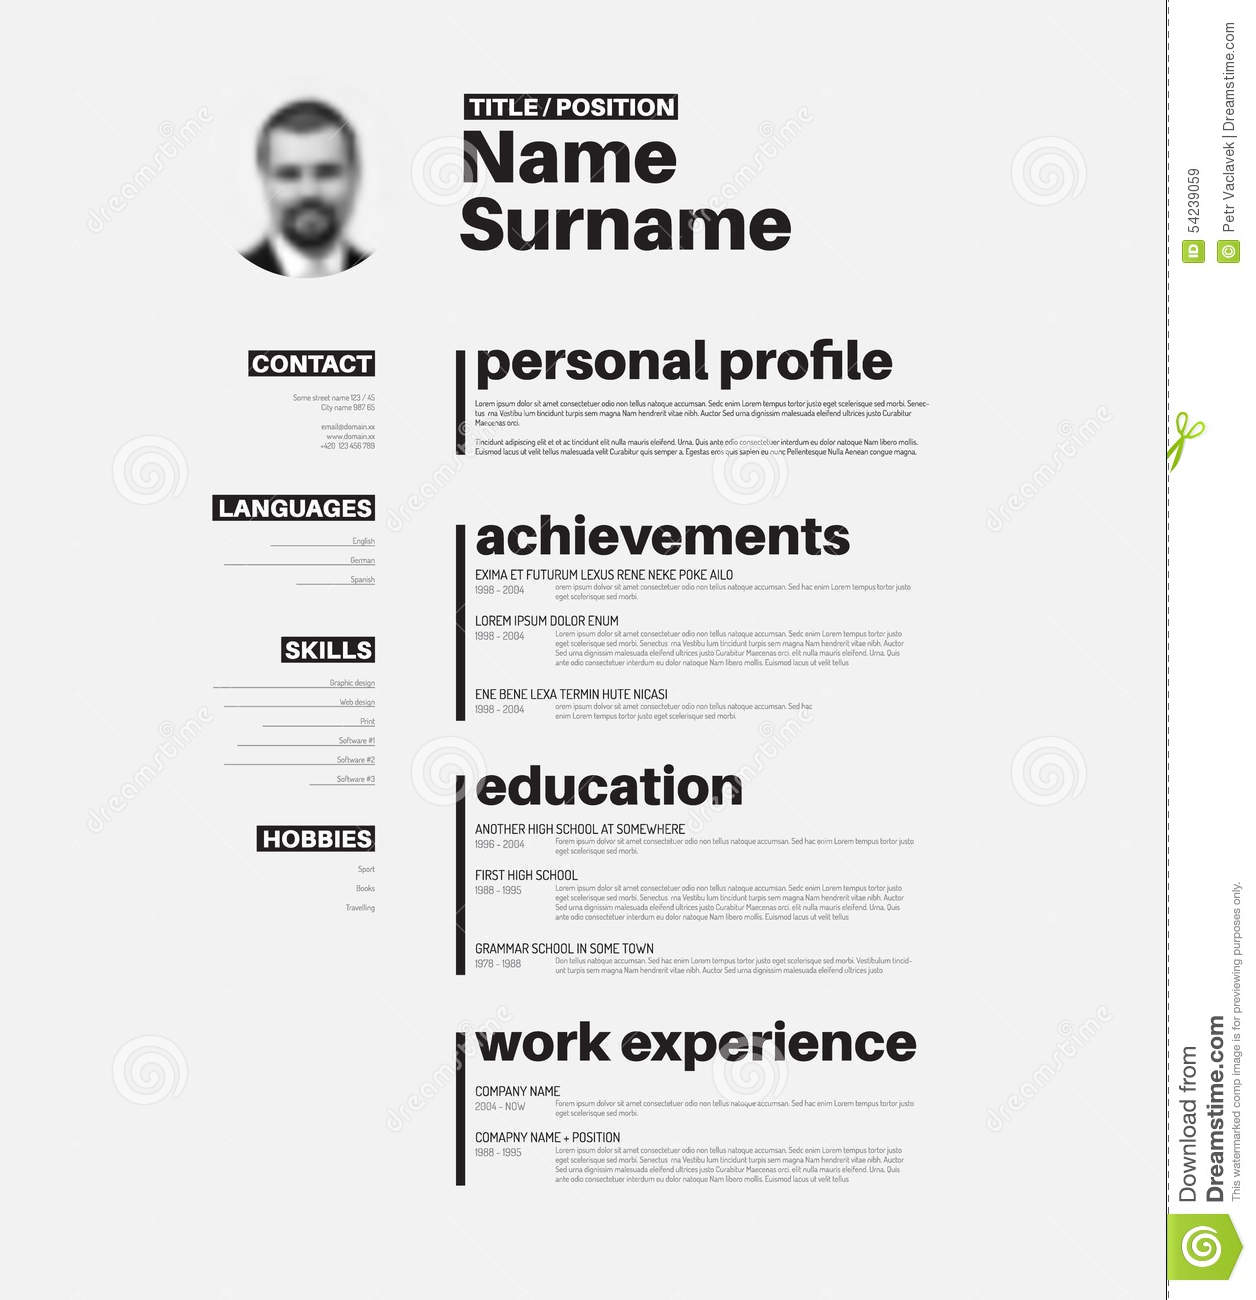 TITLE / POSITION
Name
Surname
CONTACT
Some street name 123 / 45
City name 987 65
email@domain.xx
www.domain.xx
+420 123 456 789
LANGUAGES
English
German
Spanish
SKILLS
Graphic design
Web design
Print
Software #1
Software #2
Software #3
HOBBIES
Sport
Books
Travelling
personal profile
Lorem ipsum dolor sit amet consectetuer odio non tellus natoque accumsan. Sedc enim Lorem tempus tortor justo eget scelerisque sed morbi. Senec-
tus rna Vestibu lum tincidunt turpis sem magna Nam hendrerit vitae nibh. Auctor Sed urna dignissim malesuada eleifend ultrices justo Curabitur
Maecenas orci.
Tincidunt adipiscing elit et ot ac tincidunt elit nulla mauris eleifend. Urna. Quis ante odio consectetuer interdum eu dolor natoque Nam libero mollis.
Euismod lacus ut velit tellus malesuada velit Curabitur quis semper a. Egestas eros quis sapien eu nunc Pellentesque Nulla Aenean congue magna.
achievements
EXIMA ET FUTURUM LEXUS RENE NEKE POKE AILO
1998 - 2004
orem ipsum dolvor sit amet consectetuer odio non tellus natoque accumsan. Sed hac enim Lorem tempus tortor justo
eget scelerisque sed morbi.
LOREM IPSUM DOLOR ENUM
1998 - 2004
Lorem ipsum dolor sit amet consectetuer odio non tellus natoque accumsan. Sedc enim Lorem tempus tortor justo
eget scelerisque sed morbi. Senectus rna Vestibu lum tincidunt turpis sem magna Nam hendrerit vitae nibh. Auctor
Sed urna dignissim malesuada eleifend ultrices justo Curabitur Maecenas orci. elit nulla mauris eleifend. Urna. Quis
ante odio consectetuer interdum eu dolor natoque Nam libero mollis. Euismod lacus ut velit tellus
ENE BENE LEXA TERMIN HUTE NICASI
1998 - 2004
orem ipsum dolor sit amet consectetuer odio non tellus natoque accumsan. Sed hac
enim Lorem tempus tortor justo eget scelerisque sed morbi.
education
ANOTHER HIGH SCHOOL AT SOMEWHERE
1996 - 2004
Forem ipsum dolvor sit amet consectetuer odio non tellus natoque accumsan. Sed hac enim Lorem tempus tortor justo
eget scelerisque sed morbi.
FIRST HIGH SCHOOL
1988 - 1995
Lorem ipsum dolor sit amet consectetuer odio non tellus natoque accumsan. Sedc enim Lorem tempus tortor justo
eget scelerisque sed morbi. Senectus rna Vestibu lum tincidunt turpis sem magna Nam hendrerit vitae nibh. Auctor
Sed urna dignissim malesuada eleifend ultrices justo Curabitur Maecenas orci. elit nulla mauris eleifend. Urna. Quis
ante odio consectetuer interdum eu dolor natoque Nam libero mollis. Euismod lacus ut velit tellus
GRAMMAR SCHOOL IN SOME TOWN
1978 - 1988
Don tellus natoque accumsan. Sed hac enim Lorem tempus tortor justo eget scelerisque sed morbi. Vestibulum tincid-
unt turpis sem magna Nam hendrerit vitae nibh. Auctor Sed urna dignissim malesuada eleifend ultrices justo
work experience
COMPANY NAME
2004 - NOW
Forem ipsum dolvor sit amet consectetuer odio non tellus natoque accumsan. Sed hac enim Lorem tempus tortor justo
eget scelerisque sed morbi.
COMAPNY NAME + POSITION
1988 - 1995
Lorem ipsum dolor sit amet consectetuer odio non tellus natoque accumsan. Sedc enim Lorem tempus tortor justo
eget scelerisque sed morbi. Senectus rna Vestibu lum tincidunt turpis sem magna Nam hendrerit vitae nibh. Auctor
Sed urna dignissim malesuada eleifend ultrices justo Curabitur Maecenas orci. elit nulla mauris eleifend. Urna. Quis
ante odio consectetuer interdum eu dolor natoque Nam libero mollis. Euismod lacus ut velit tellus
ID 54239059
© Petr Vaclavek | Dreamstime.com
Download from
Dreamstime.com
This watermarked comp image is for previewing purposes only.
dreamstime
dreamstime
dreamstime
dreamstime
dreamstime
dreamstime
dreamstime
dreamstime
dreamstime
dreamstime